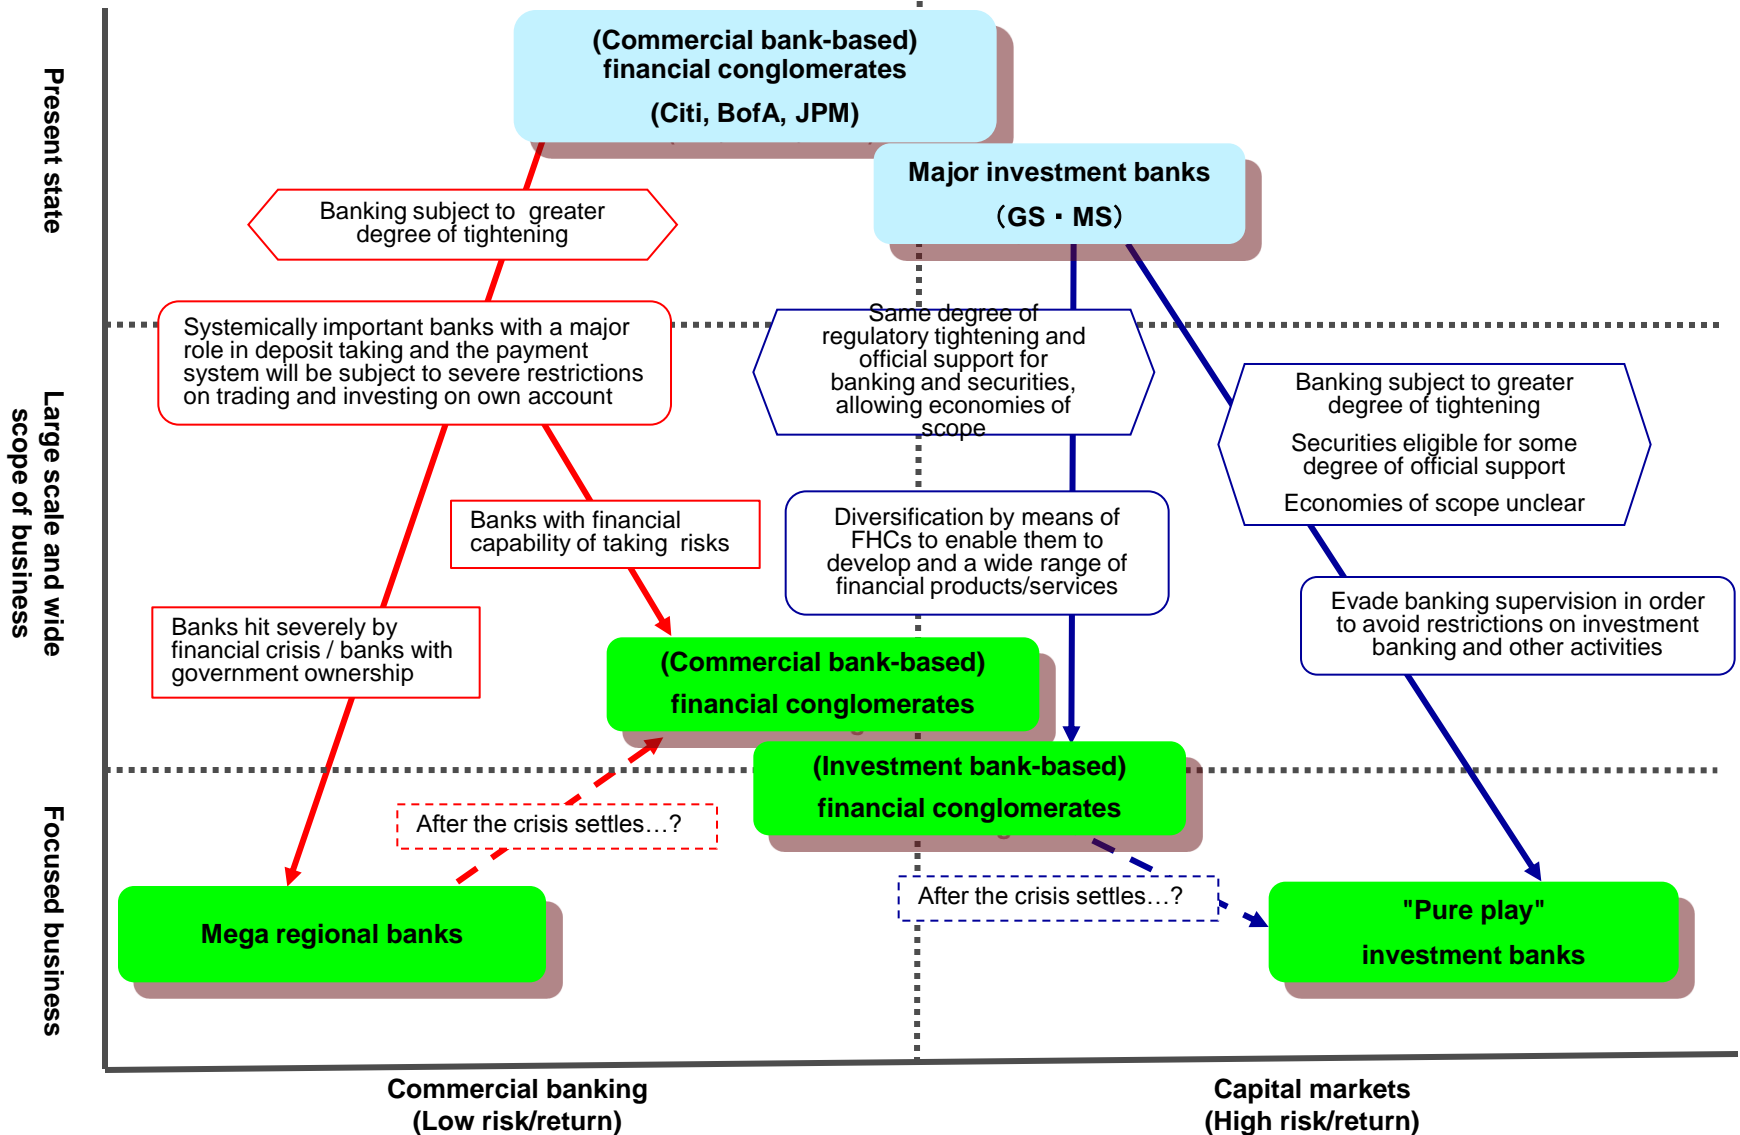 Present state
(Commercial bank-based)
financial conglomerates
(Citi, BofA, JPM)
Major investment banks
（GS・MS）
Banking subject to greater
degree of tightening
Large scale and wide
scope of business
Systemically important banks with a major
role in deposit taking and the payment
system will be subject to severe restrictions
on trading and investing on own account
Same degree of
regulatory tightening and
official support for
banking and securities,
allowing economies of
scope
Banking subject to greater
degree of tightening
Securities eligible for some
degree of official support
Economies of scope unclear
Banks with financial
capability of taking risks
Diversification by means of
FHCs to enable them to
develop and a wide range of
financial products/services
Banks hit severely by
financial crisis / banks with
government ownership
Evade banking supervision in order
to avoid restrictions on investment
banking and other activities
(Commercial bank-based)
financial conglomerates
(Investment bank-based)
financial conglomerates
Focused business
After the crisis settles…?
After the crisis settles…?
Mega regional banks
"Pure play"
investment banks
Commercial banking
(Low risk/return)
Capital markets
(High risk/return)